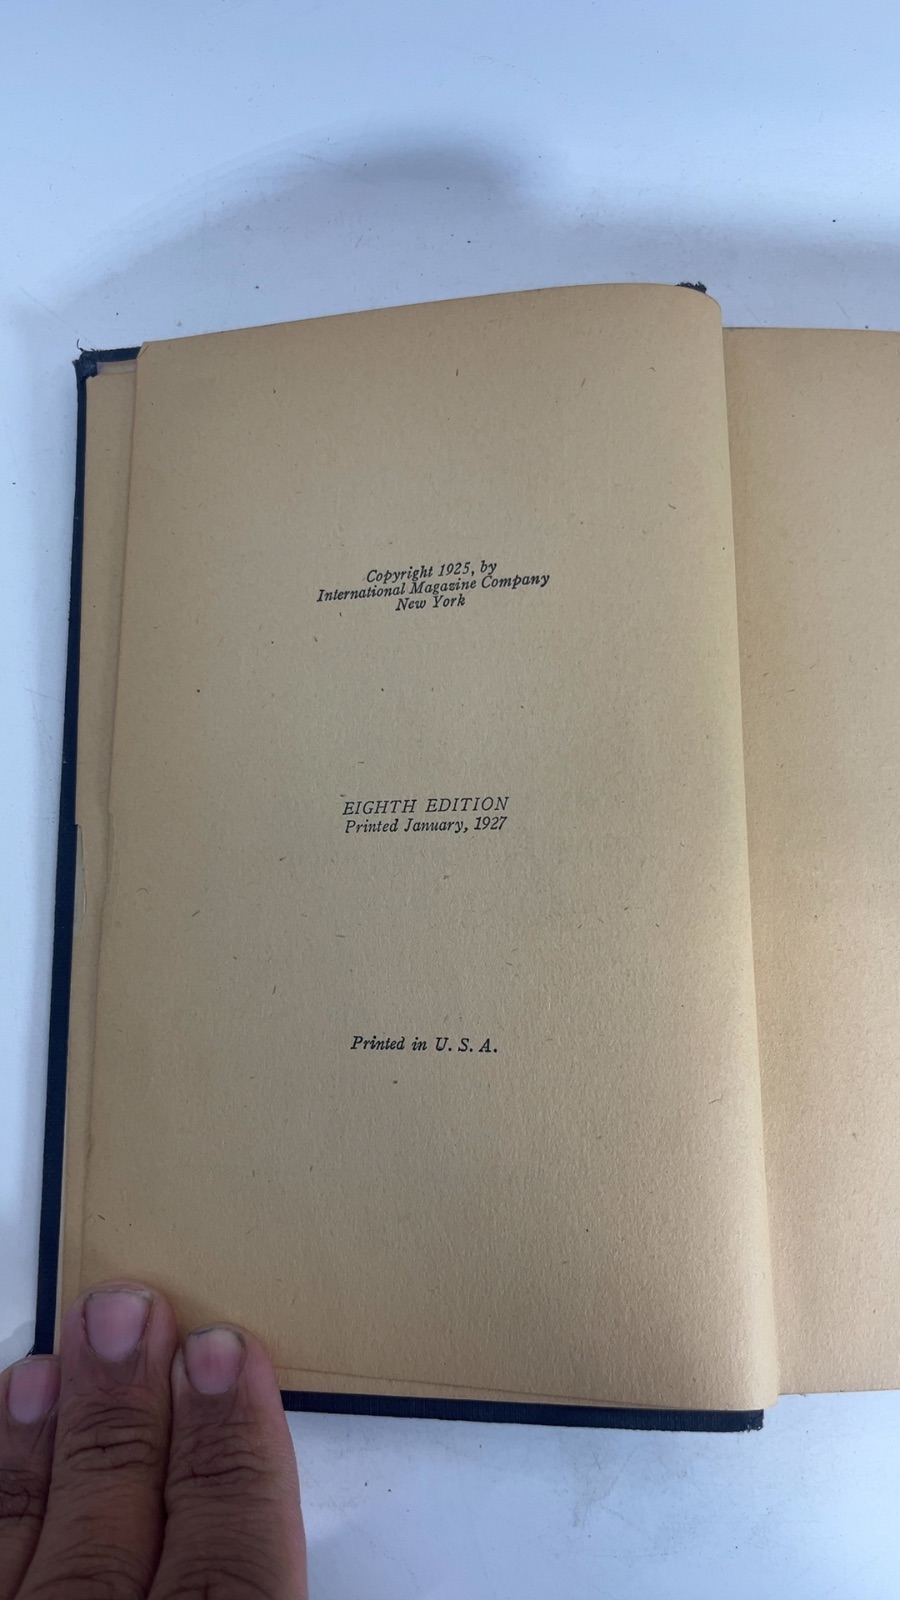 Copyright 1925, by
International Magazine Company
New York
EIGHTH EDITION
Printed January, 1927
Printed in U. S. A.